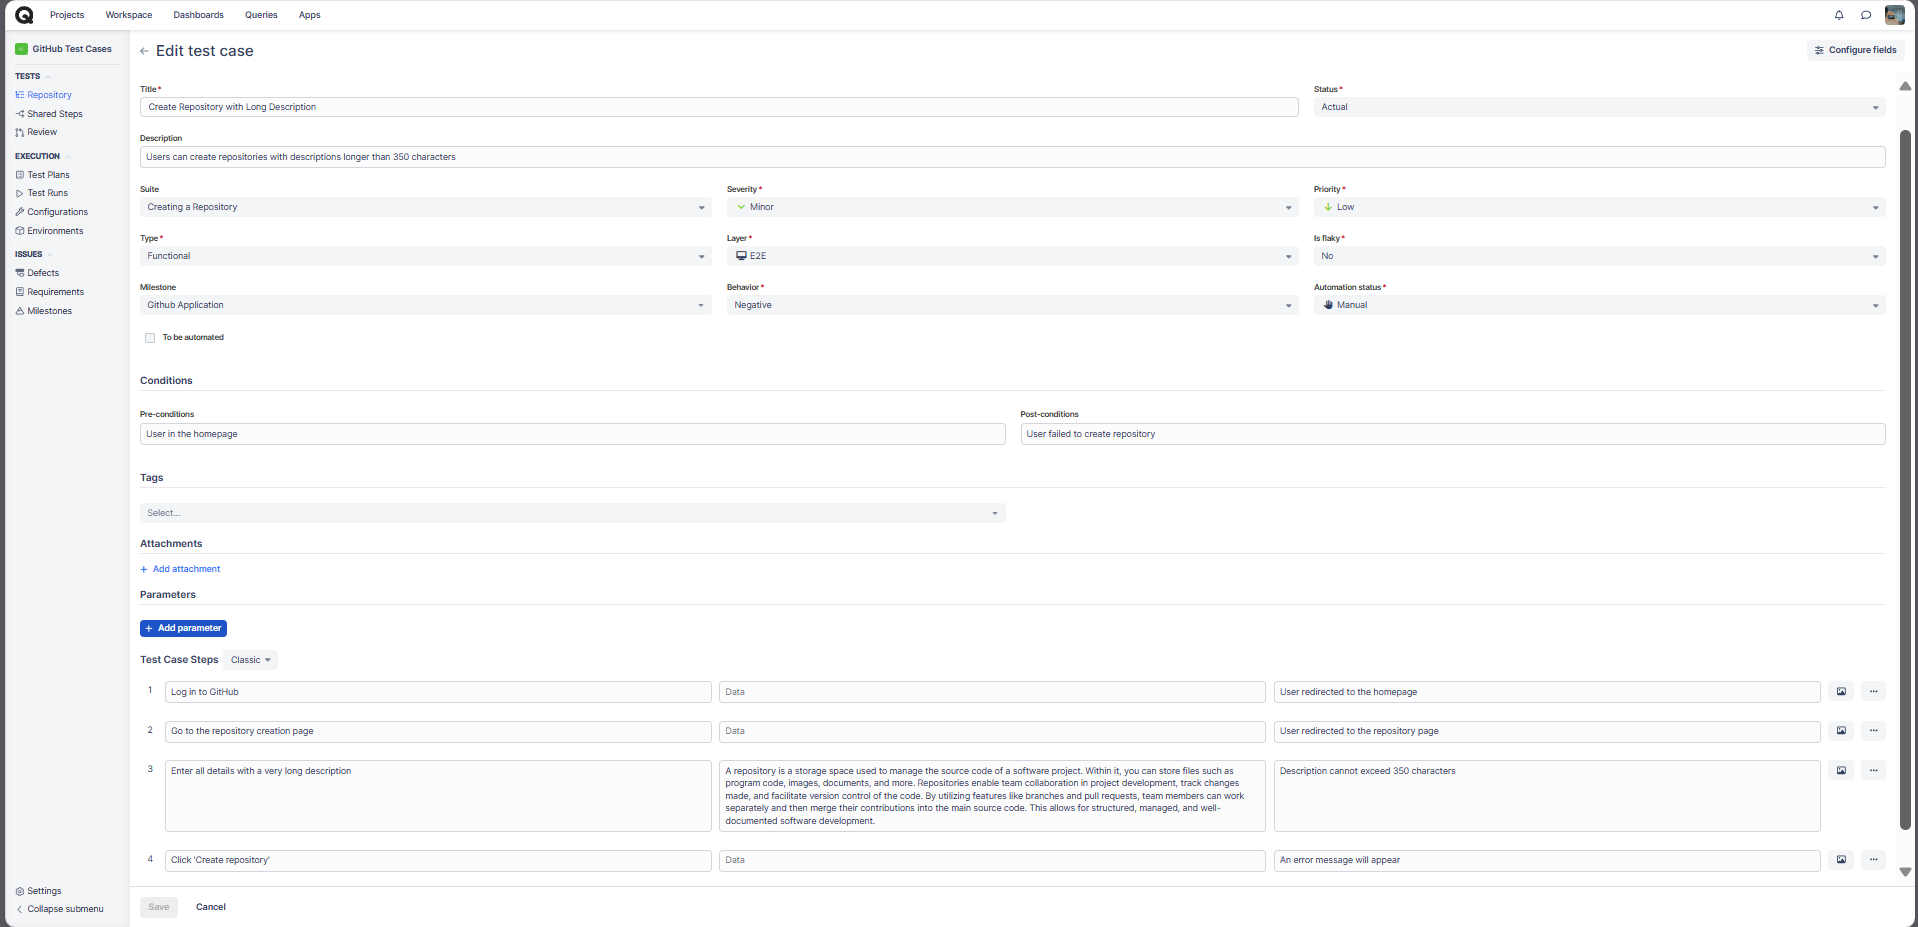 Projects
Workspace
Dashboards
Queries
Apps
GitHub Test Cases
TESTS
Repository
Shared Steps
Review
EXECUTION
Test Plans
Test Runs
Configurations
Environments
ISSUES
Defects
Requirements
Milestones
Settings
Collapse submenu
Edit test case
Configure fields
Title*
Status*
Create Repository with Long Description
Actual
Description
Users can create repositories with descriptions longer than 350 characters
Suite
Severity*
Priority*
Creating a Repository
Minor
Low
Type*
Layer*
Is flaky*
Functional
E2E
No
Milestone
Behavior*
Automation status*
Github Application
Negative
Manual
To be automated
Conditions
Pre-conditions
Post-conditions
User in the homepage
User failed to create repository
Tags
Select...
Attachments
+ Add attachment
Parameters
+ Add parameter
Test Case Steps
Classic
1
Log in to GitHub
Data
User redirected to the homepage
2
Go to the repository creation page
Data
User redirected to the repository page
3
Enter all details with a very long description
A repository is a storage space used to manage the source code of a software project. Within it, you can store files such as
program code, images, documents, and more. Repositories enable team collaboration in project development, track changes
made, and facilitate version control of the code. By utilizing features like branches and pull requests, team members can work
separately and then merge their contributions into the main source code. This allows for structured, managed, and well-
documented software development.
Description cannot exceed 350 characters
4
Click 'Create repository'
Data
An error message will appear
Save
Cancel